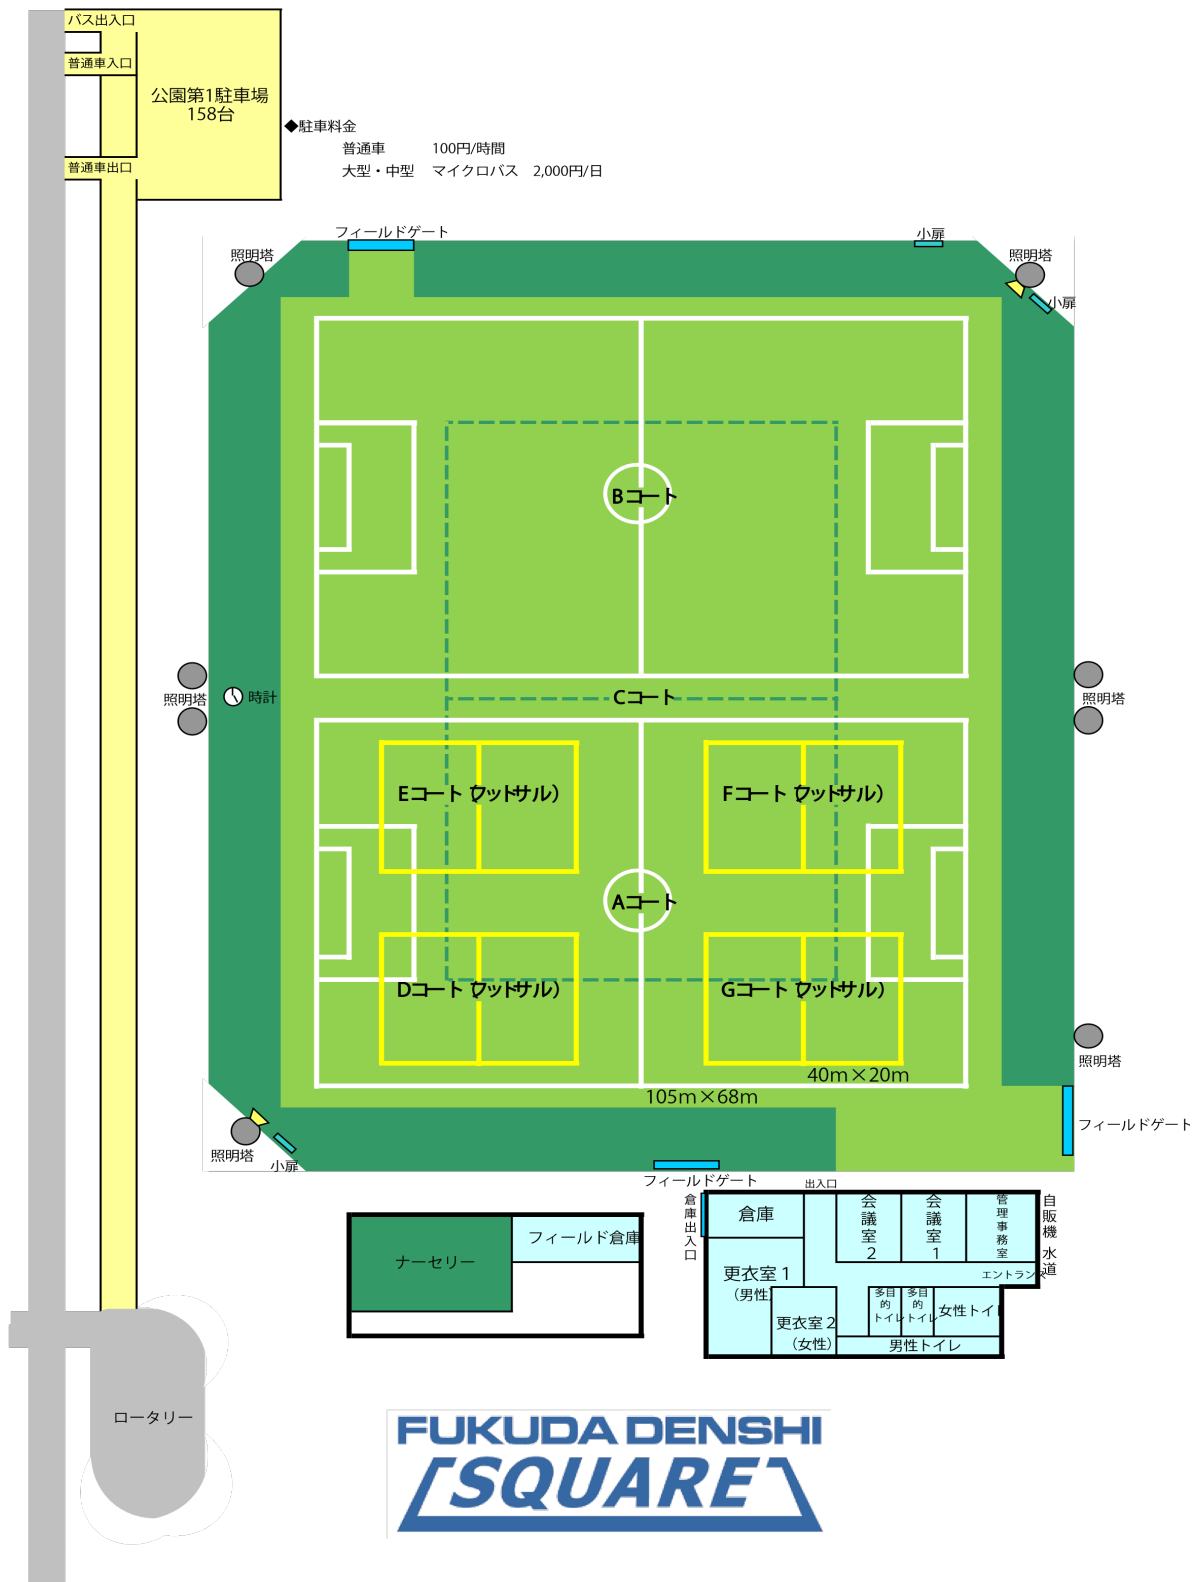 バス出入口
普通車入口
公園第1駐車場
158台
普通車出口
◆駐車料金
普通車 100円/時間
大型・中型 マイクロバス 2,000円/日
フィールドゲート
小扉
照明塔
照明塔
小扉
Bコート
照明塔
時計
Cコート
照明塔
Eコート（フットサル）
Fコート（フットサル）
Aコート
Dコート（フットサル）
Gコート（フットサル）
40m×20m
105m×68m
照明塔
フィールドゲート
照明塔
小扉
フィールドゲート
出入口
倉庫出入口
倉庫
会議室2
会議室1
管理事務室
自販機 水道
エントランス
更衣室1
（男性）
更衣室2
（女性）
多目的トイレ
多目的トイレ
女性トイレ
男性トイレ
ナーセリー
フィールド倉庫
ロータリー
FUKUDA DENSHI
SQUARE